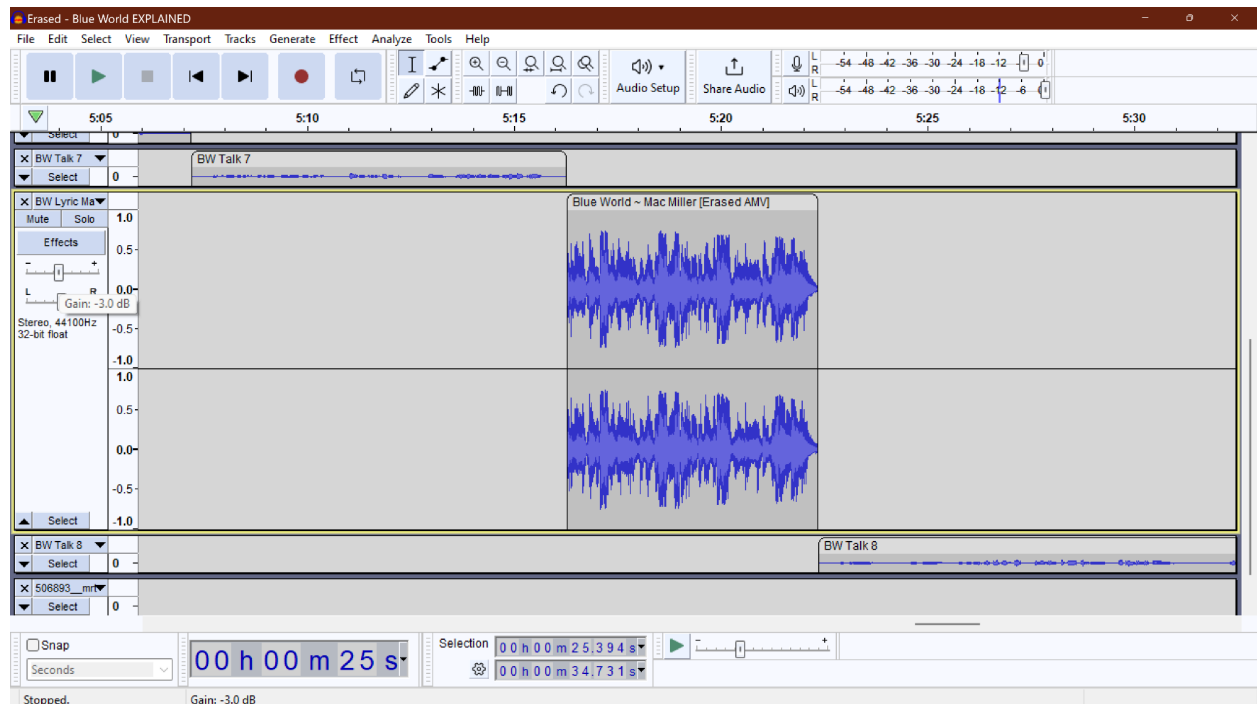 Erased - Blue World EXPLAINED
File Edit Select View Transport Tracks Generate Effect Analyze Tools Help
Audio Setup
Share Audio
L
R
-54 -48 -42 -36 -30 -24 -18 -12 -6 0
L
R
-54 -48 -42 -36 -30 -24 -18 -12 -6 0
5:05 5:10 5:15 5:20 5:25 5:30
Select 0
BW Talk 7
BW Talk 7
Select 0
BW Lyric Ma
Blue World ~ Mac Miller [Erased AMV]
Mute Solo
Effects
- +
L R
Gain: -3.0 dB
Stereo, 44100Hz
32-bit float
1.0
0.5
0.0
-0.5
-1.0
1.0
0.5
0.0
-0.5
-1.0
Select
BW Talk 8
BW Talk 8
Select 0
506893__mrt
Select 0
Snap
Seconds
00 h 00 m 25 s
Selection
00 h 00 m 25.394 s
00 h 00 m 34.731 s
- +
Stopped.
Gain: -3.0 dB